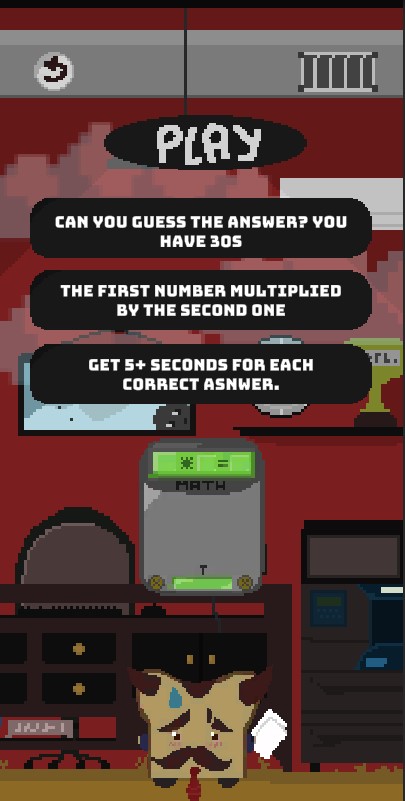 PLAY
CAN YOU GUESS THE ANSWER? YOU
HAVE 30S
THE FIRST NUMBER MULTIPLIED
BY THE SECOND ONE
GET 5+ SECONDS FOR EACH
CORRECT ASNWER.
* =
MATH
T